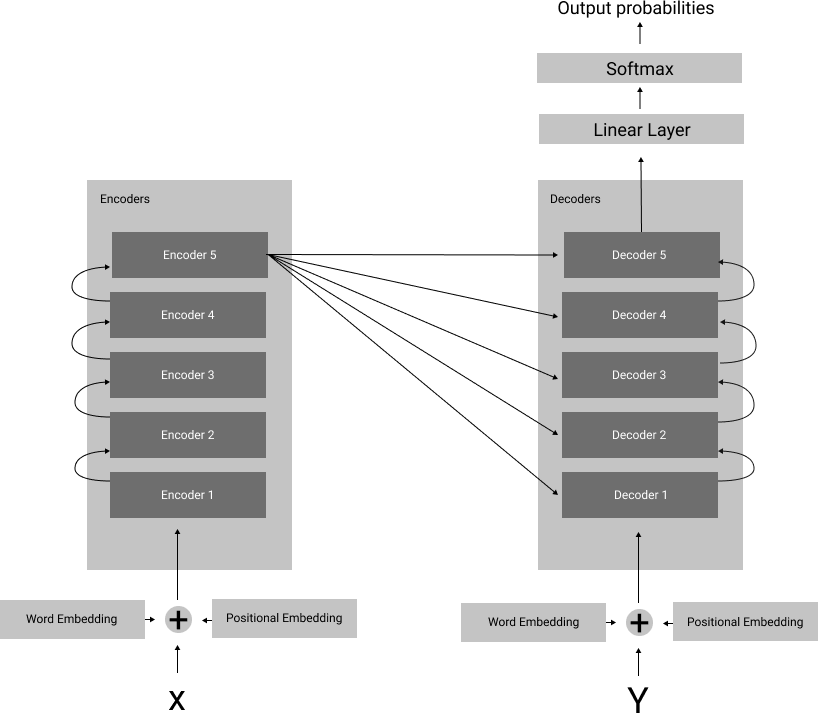 Output probabilities
Softmax
Linear Layer
Encoders
Encoder 5
Encoder 4
Encoder 3
Encoder 2
Encoder 1
Decoders
Decoder 5
Decoder 4
Decoder 3
Decoder 2
Decoder 1
Word Embedding
+
Positional Embedding
x
Word Embedding
+
Positional Embedding
Y